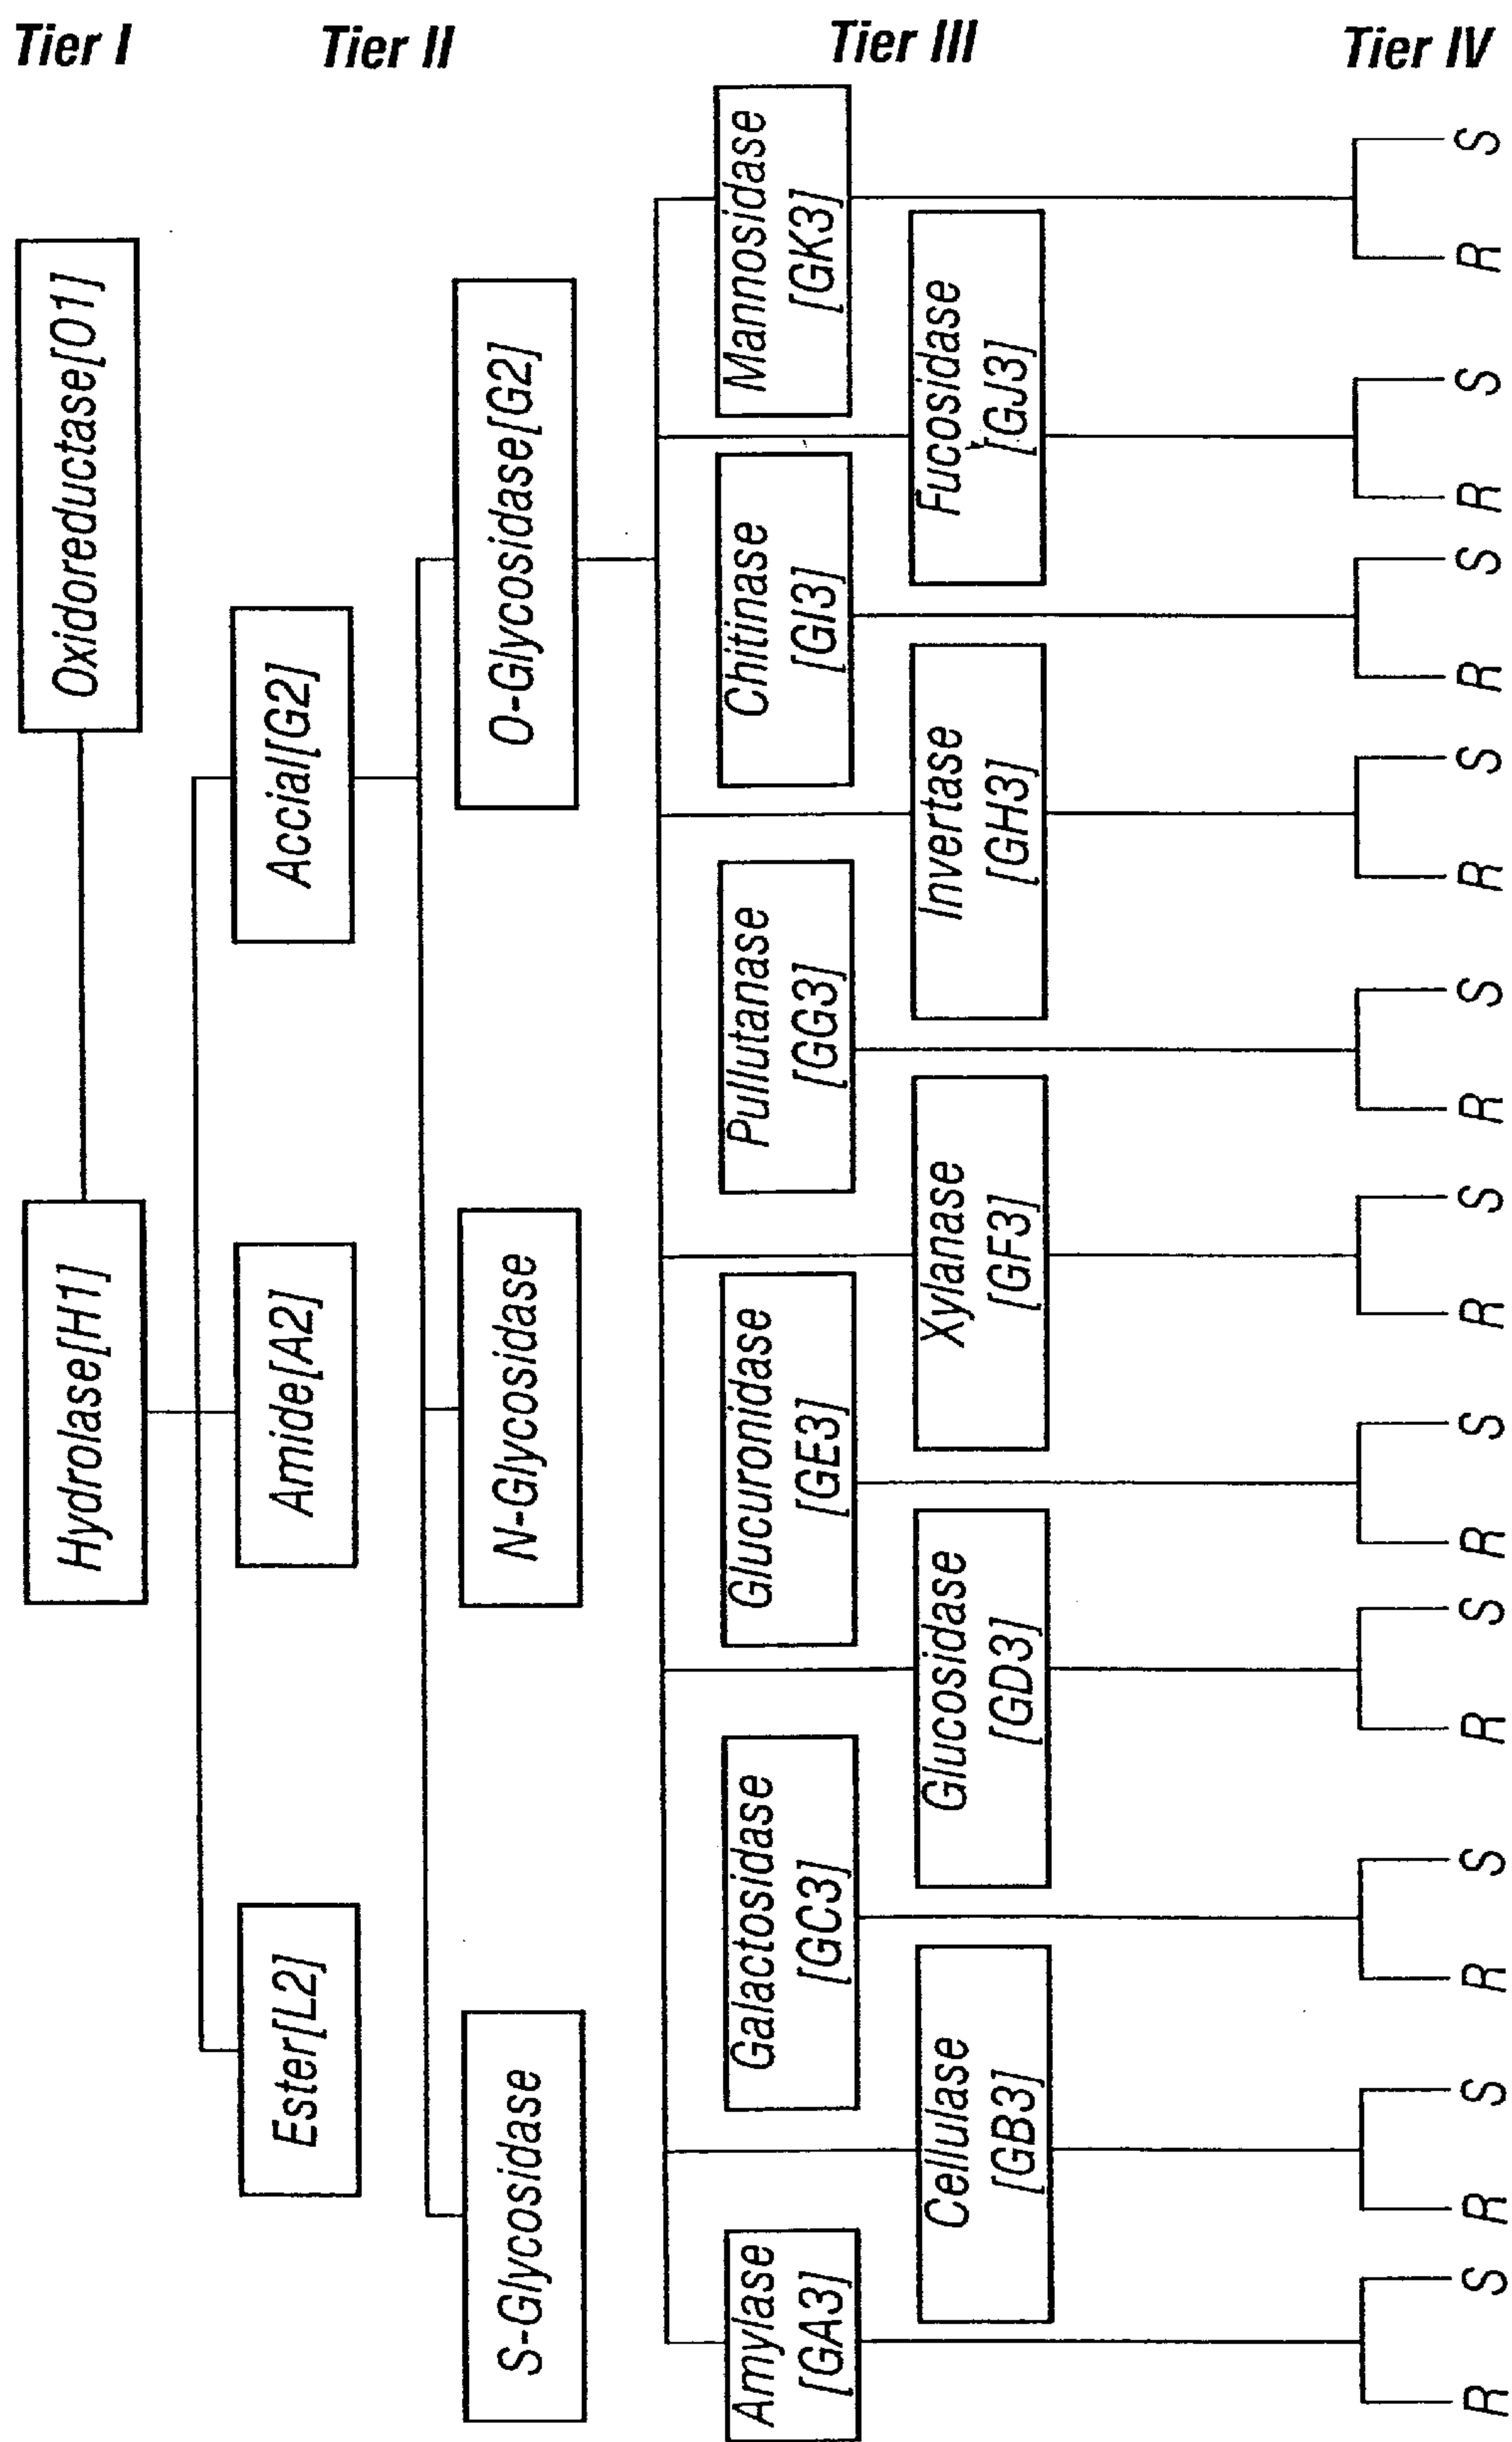 Tier I
Tier II
Tier III
Tier IV
Hydrolase[H1]
Oxidoreductase[O1]
Ester[L2]
Amide[A2]
Accial[G2]
S-Glycosidase
N-Glycosidase
O-Glycosidase[G2]
Amylase
[GA3]
Cellulase
[GB3]
Galactosidase
[GC3]
Glucosidase
[GD3]
Glucuronidase
[GE3]
Xylanase
[GF3]
Pullutanase
[GG3]
Invertase
[GH3]
Chitinase
[GI3]
Fucosidase
[GJ3]
Mannosidase
[GK3]
R S R S R S R S R S R S R S R S R S R S R S